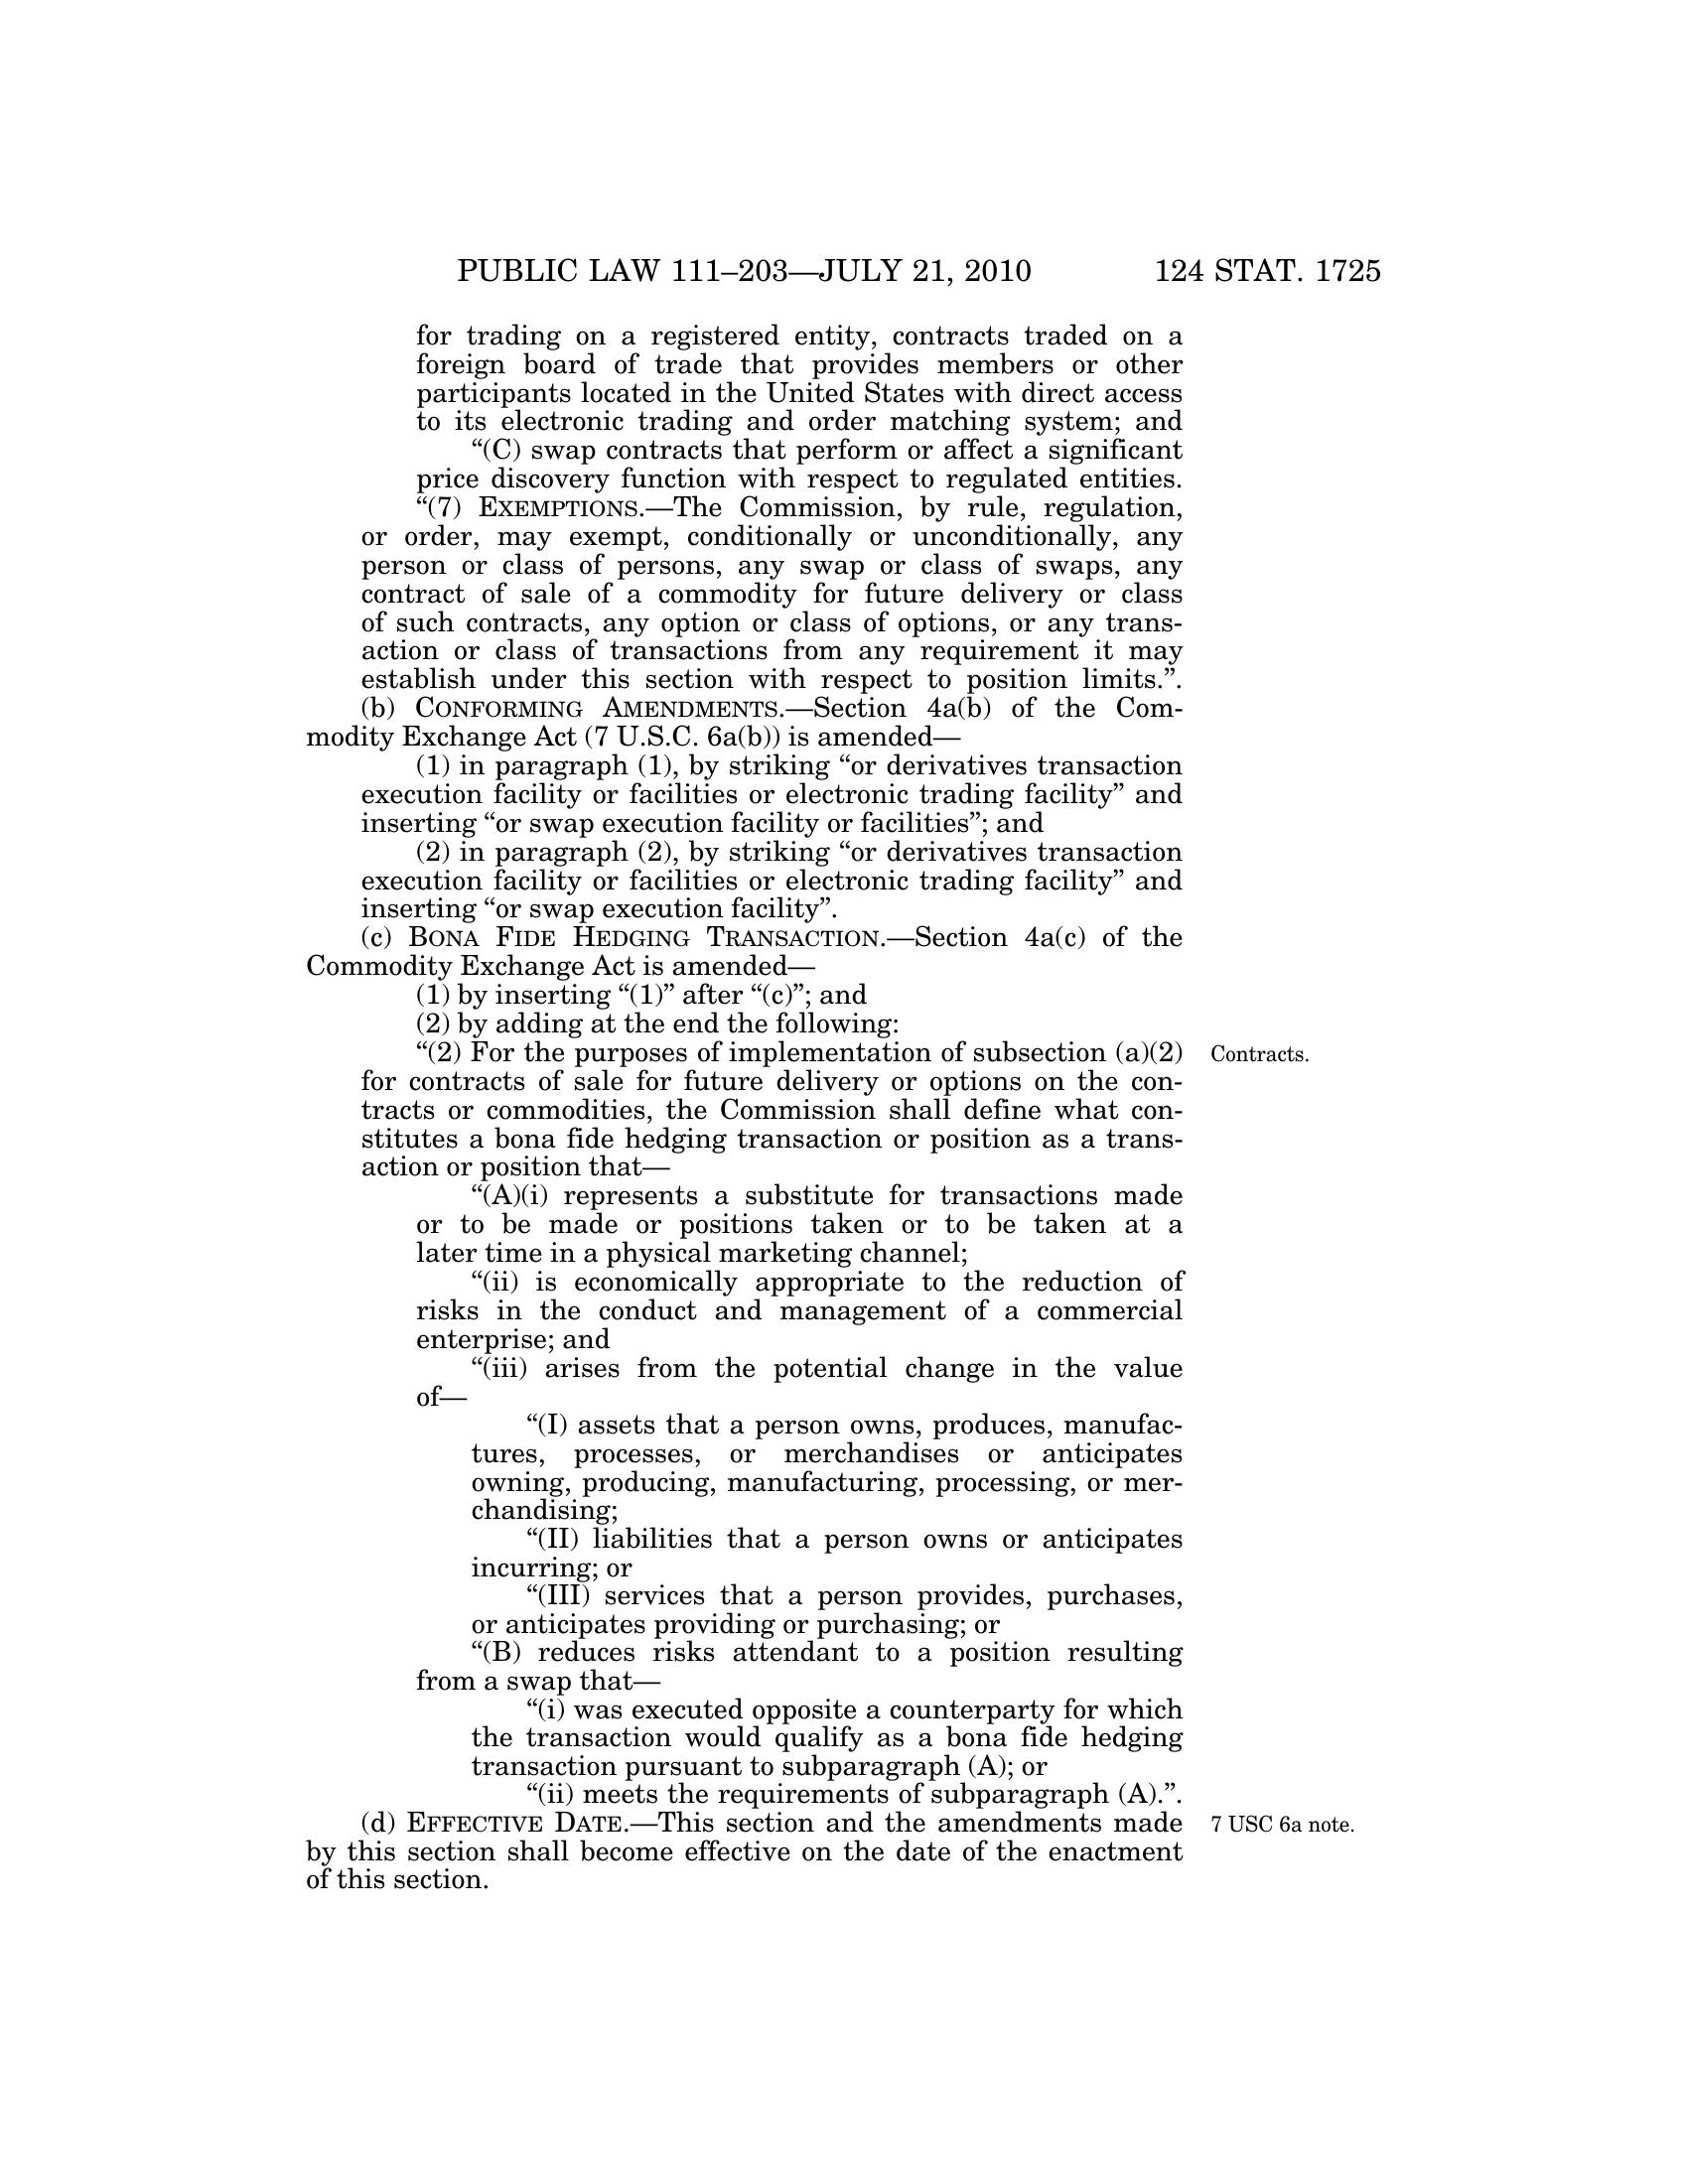 PUBLIC LAW 111–203—JULY 21, 2010 124 STAT. 1725
for trading on a registered entity, contracts traded on a
foreign board of trade that provides members or other
participants located in the United States with direct access
to its electronic trading and order matching system; and
“(C) swap contracts that perform or affect a significant
price discovery function with respect to regulated entities.
“(7) EXEMPTIONS.—The Commission, by rule, regulation,
or order, may exempt, conditionally or unconditionally, any
person or class of persons, any swap or class of swaps, any
contract of sale of a commodity for future delivery or class
of such contracts, any option or class of options, or any trans-
action or class of transactions from any requirement it may
establish under this section with respect to position limits.”.
(b) CONFORMING AMENDMENTS.—Section 4a(b) of the Com-
modity Exchange Act (7 U.S.C. 6a(b)) is amended—
(1) in paragraph (1), by striking “or derivatives transaction
execution facility or facilities or electronic trading facility” and
inserting “or swap execution facility or facilities”; and
(2) in paragraph (2), by striking “or derivatives transaction
execution facility or facilities or electronic trading facility” and
inserting “or swap execution facility”.
(c) BONA FIDE HEDGING TRANSACTION.—Section 4a(c) of the
Commodity Exchange Act is amended—
(1) by inserting “(1)” after “(c)”; and
(2) by adding at the end the following:
“(2) For the purposes of implementation of subsection (a)(2) Contracts.
for contracts of sale for future delivery or options on the con-
tracts or commodities, the Commission shall define what con-
stitutes a bona fide hedging transaction or position as a trans-
action or position that—
“(A)(i) represents a substitute for transactions made
or to be made or positions taken or to be taken at a
later time in a physical marketing channel;
“(ii) is economically appropriate to the reduction of
risks in the conduct and management of a commercial
enterprise; and
“(iii) arises from the potential change in the value
of—
“(I) assets that a person owns, produces, manufac-
tures, processes, or merchandises or anticipates
owning, producing, manufacturing, processing, or mer-
chandising;
“(II) liabilities that a person owns or anticipates
incurring; or
“(III) services that a person provides, purchases,
or anticipates providing or purchasing; or
“(B) reduces risks attendant to a position resulting
from a swap that—
“(i) was executed opposite a counterparty for which
the transaction would qualify as a bona fide hedging
transaction pursuant to subparagraph (A); or
“(ii) meets the requirements of subparagraph (A).”.
(d) EFFECTIVE DATE.—This section and the amendments made 7 USC 6a note.
by this section shall become effective on the date of the enactment
of this section.